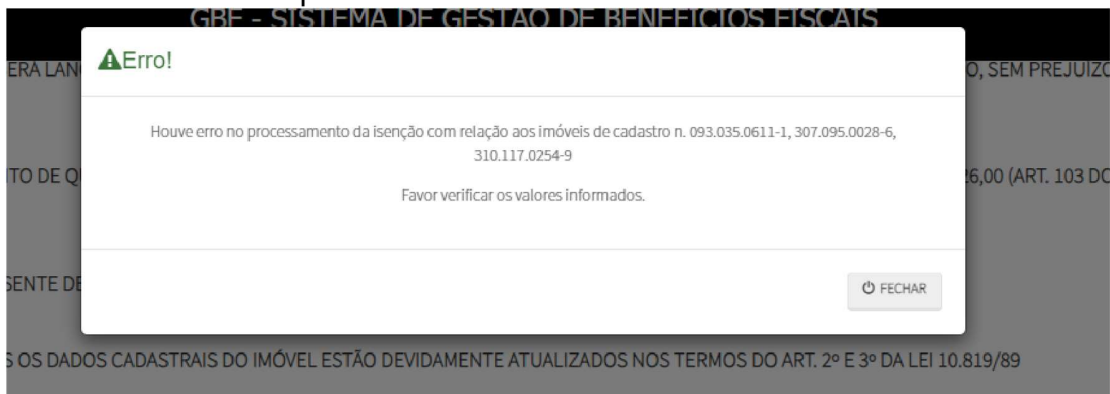 GBF - SISTEMA DE GESTÃO DE BENEFÍCIOS FISCAIS
Erro!
ERÁ LAN
O, SEM PREJUÍZO
Houve erro no processamento da isenção com relação aos imóveis de cadastro n. 093.035.0611-1, 307.095.0028-6,
310.117.0254-9
TO DE Q
26,00 (ART. 103 DO
Favor verificar os valores informados.
SENTE DE
FECHAR
S OS DADOS CADASTRAIS DO IMÓVEL ESTÃO DEVIDAMENTE ATUALIZADOS NOS TERMOS DO ART. 2º E 3º DA LEI 10.819/89